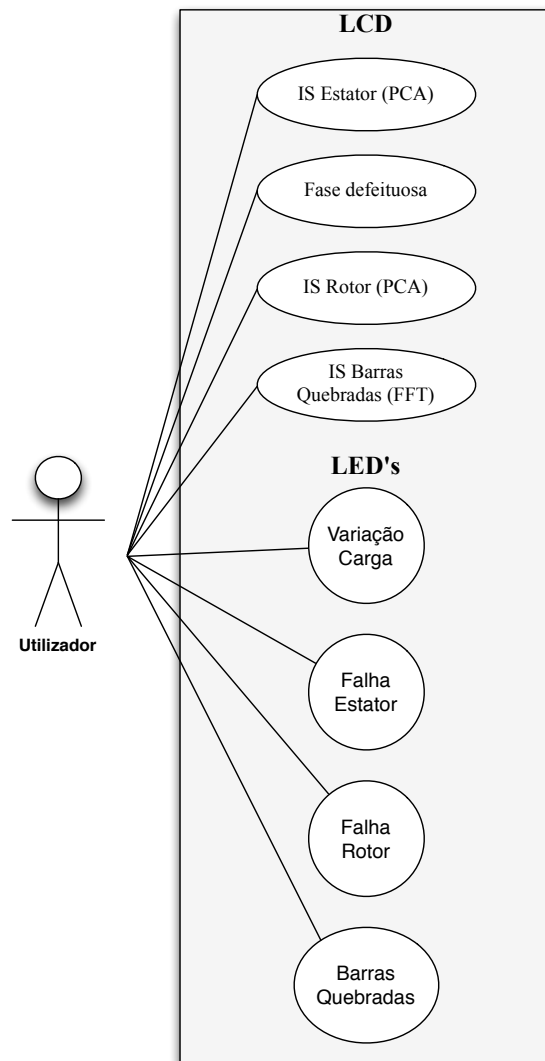 LCD
IS Estator (PCA)
Fase defeituosa
IS Rotor (PCA)
IS Barras
Quebradas (FFT)
LED's
Variação
Carga
Utilizador
Falha
Estator
Falha
Rotor
Barras
Quebradas